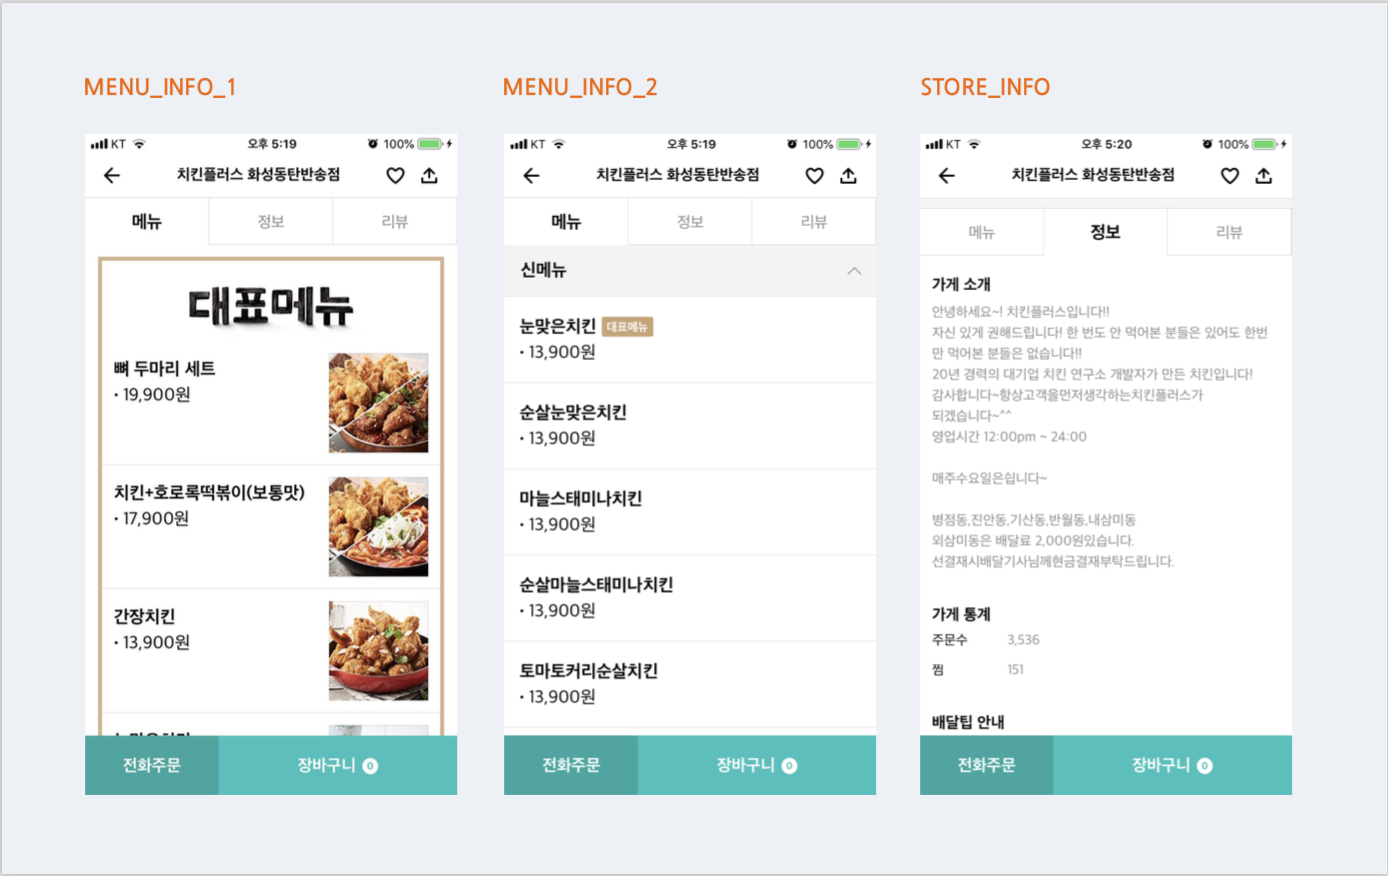 MENU_INFO_1
KT 오후 5:19 100%
치킨플러스 화성동탄반송점
메뉴 정보 리뷰
대표메뉴
뼈 두마리 세트
· 19,900원
치킨+호로록떡볶이(보통맛)
· 17,900원
간장치킨
· 13,900원
전화주문 장바구니 0
MENU_INFO_2
KT 오후 5:19 100%
치킨플러스 화성동탄반송점
메뉴 정보 리뷰
신메뉴
눈맞은치킨 대표메뉴
· 13,900원
순살눈맞은치킨
· 13,900원
마늘스태미나치킨
· 13,900원
순살마늘스태미나치킨
· 13,900원
토마토커리순살치킨
· 13,900원
전화주문 장바구니 0
STORE_INFO
KT 오후 5:20 100%
치킨플러스 화성동탄반송점
메뉴 정보 리뷰
가게 소개
안녕하세요~! 치킨플러스입니다!!
자신 있게 권해드립니다! 한 번도 안 먹어본 분들은 있어도 한번
만 먹어본 분들은 없습니다!!
20년 경력의 대기업 치킨 연구소 개발자가 만든 치킨입니다!
감사합니다~항상고객을먼저생각하는치킨플러스가
되겠습니다~^^
영업시간 12:00pm ~ 24:00
매주수요일은쉽니다~
병점동,진안동,기산동,반월동,내삼미동
외삼미동은 배달료 2,000원있습니다.
선결재시배달기사님께현금결재부탁드립니다.
가게 통계
주문수 3,536
찜 151
배달팁 안내
전화주문 장바구니 0